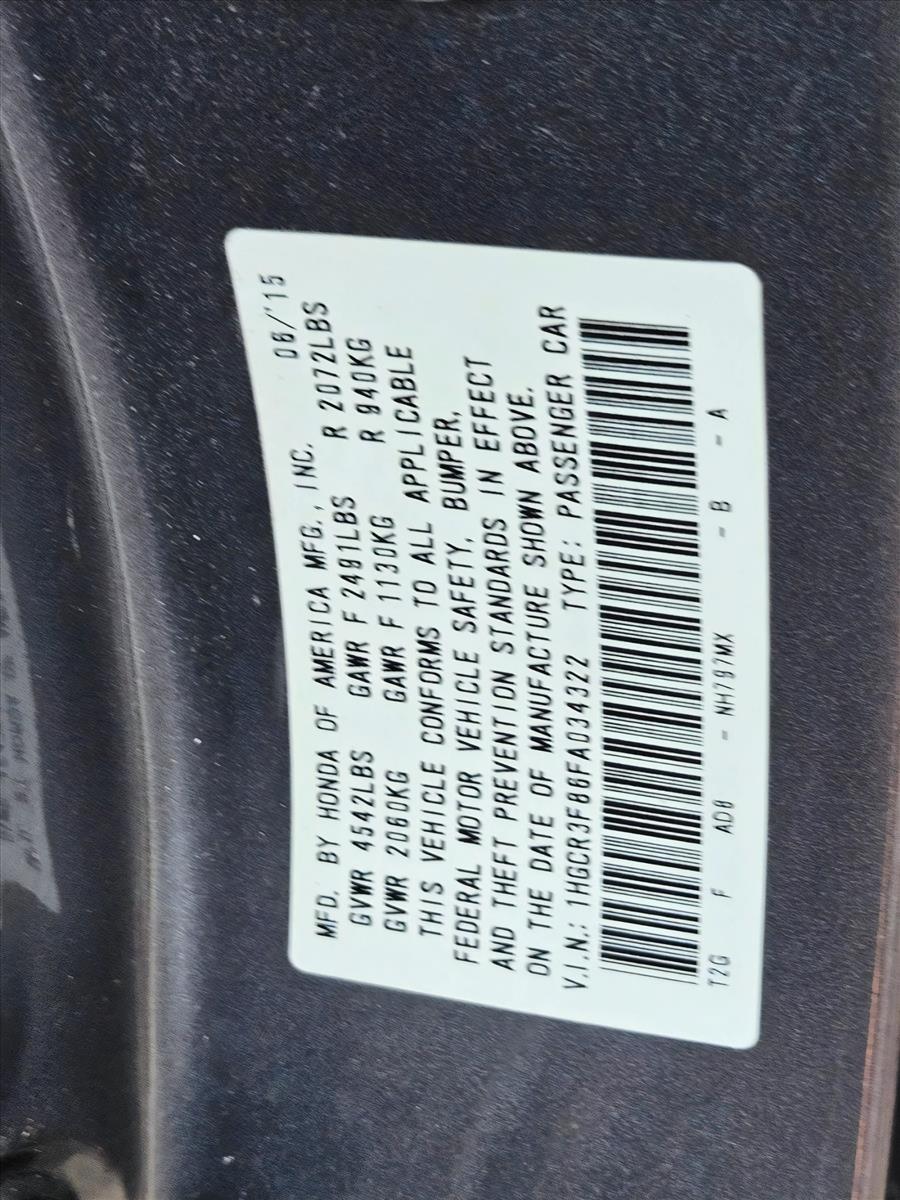 MFD. BY HONDA OF AMERICA MFG., INC. 06/'15
GVWR 4542LBS GAWR F 2491LBS R 2072LBS
GVWR 2060KG GAWR F 1130KG R 940KG
THIS VEHICLE CONFORMS TO ALL APPLICABLE
FEDERAL MOTOR VEHICLE SAFETY, BUMPER,
AND THEFT PREVENTION STANDARDS IN EFFECT
ON THE DATE OF MANUFACTURE SHOWN ABOVE.
V.I.N.: 1HGCR3F86FA034322 TYPE: PASSENGER CAR
T2G F AD8 - NH797MX - B - A